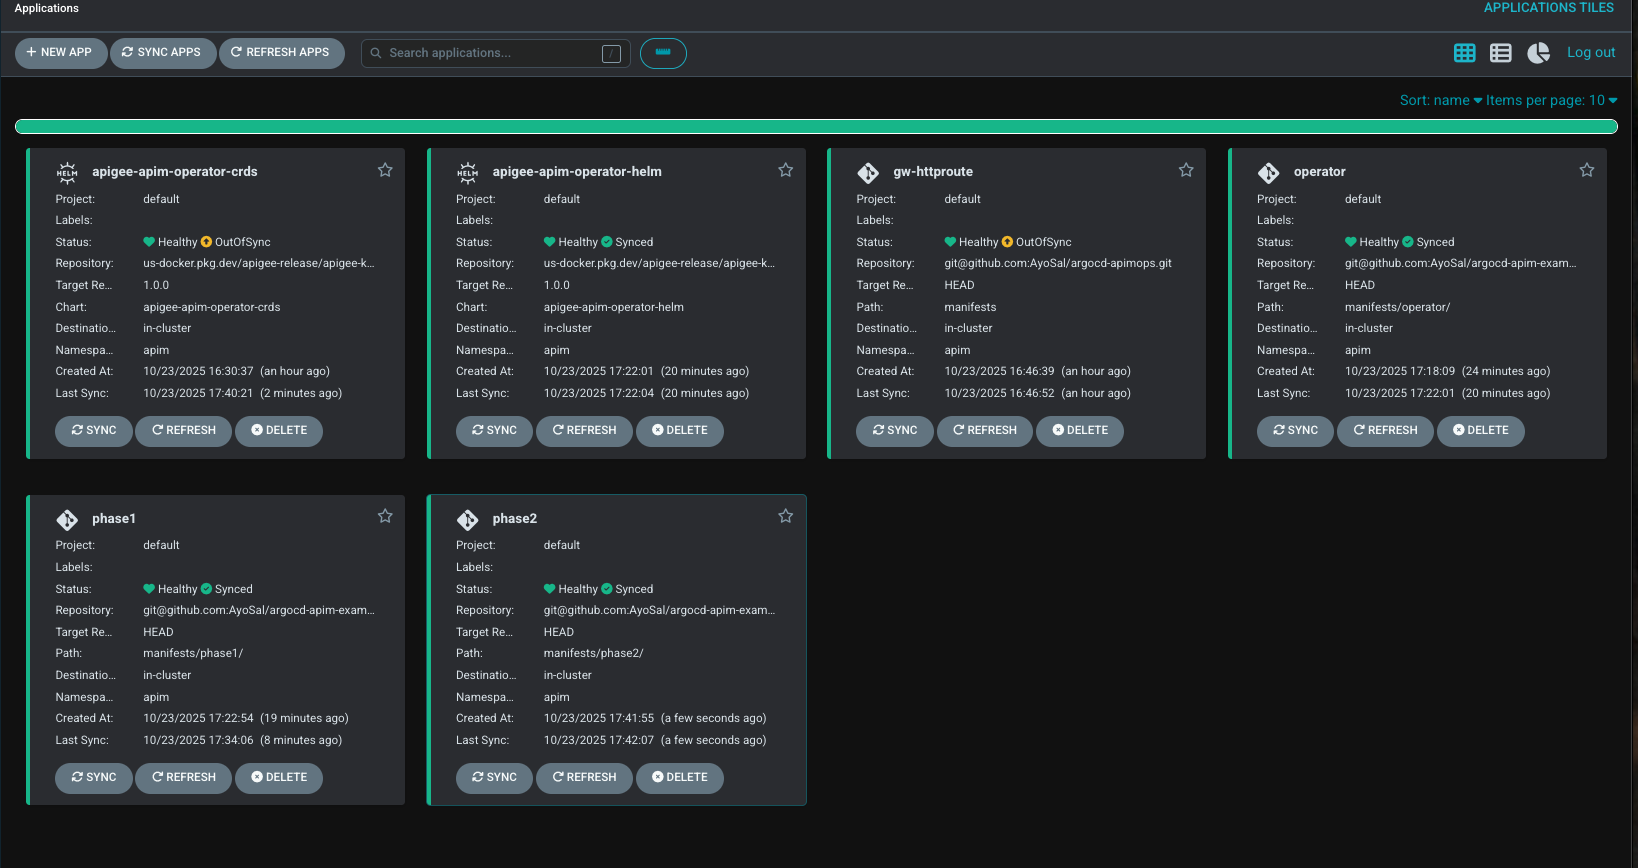 Applications
APPLICATIONS TILES
NEW APP
SYNC APPS
REFRESH APPS
Search applications...
/
Log out
Sort: name
Items per page: 10
HELM
apigee-apim-operator-crds
Project: default
Labels:
Status: Healthy OutOfSync
Repository: us-docker.pkg.dev/apigee-release/apigee-k...
Target Re... 1.0.0
Chart: apigee-apim-operator-crds
Destinatio... in-cluster
Namespa... apim
Created At: 10/23/2025 16:30:37 (an hour ago)
Last Sync: 10/23/2025 17:40:21 (2 minutes ago)
SYNC REFRESH DELETE
HELM
apigee-apim-operator-helm
Project: default
Labels:
Status: Healthy Synced
Repository: us-docker.pkg.dev/apigee-release/apigee-k...
Target Re... 1.0.0
Chart: apigee-apim-operator-helm
Destinatio... in-cluster
Namespa... apim
Created At: 10/23/2025 17:22:01 (20 minutes ago)
Last Sync: 10/23/2025 17:22:04 (20 minutes ago)
SYNC REFRESH DELETE
gw-httproute
Project: default
Labels:
Status: Healthy OutOfSync
Repository: git@github.com:AyoSal/argocd-apimops.git
Target Re... HEAD
Path: manifests
Destinatio... in-cluster
Namespa... apim
Created At: 10/23/2025 16:46:39 (an hour ago)
Last Sync: 10/23/2025 16:46:52 (an hour ago)
SYNC REFRESH DELETE
operator
Project: default
Labels:
Status: Healthy Synced
Repository: git@github.com:AyoSal/argocd-apim-exam...
Target Re... HEAD
Path: manifests/operator/
Destinatio... in-cluster
Namespa... apim
Created At: 10/23/2025 17:18:09 (24 minutes ago)
Last Sync: 10/23/2025 17:22:01 (20 minutes ago)
SYNC REFRESH DELETE
phase1
Project: default
Labels:
Status: Healthy Synced
Repository: git@github.com:AyoSal/argocd-apim-exam...
Target Re... HEAD
Path: manifests/phase1/
Destinatio... in-cluster
Namespa... apim
Created At: 10/23/2025 17:22:54 (19 minutes ago)
Last Sync: 10/23/2025 17:34:06 (8 minutes ago)
SYNC REFRESH DELETE
phase2
Project: default
Labels:
Status: Healthy Synced
Repository: git@github.com:AyoSal/argocd-apim-exam...
Target Re... HEAD
Path: manifests/phase2/
Destinatio... in-cluster
Namespa... apim
Created At: 10/23/2025 17:41:55 (a few seconds ago)
Last Sync: 10/23/2025 17:42:07 (a few seconds ago)
SYNC REFRESH DELETE